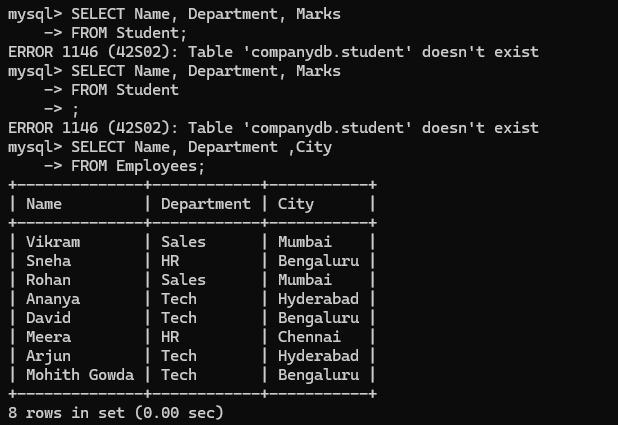 mysql> SELECT Name, Department, Marks
    -> FROM Student;
ERROR 1146 (42S02): Table 'companydb.student' doesn't exist
mysql> SELECT Name, Department, Marks
    -> FROM Student
    -> ;
ERROR 1146 (42S02): Table 'companydb.student' doesn't exist
mysql> SELECT Name, Department ,City
    -> FROM Employees;
+--------------+------------+-----------+
| Name         | Department | City      |
+--------------+------------+-----------+
| Vikram       | Sales      | Mumbai    |
| Sneha        | HR         | Bengaluru |
| Rohan        | Sales      | Mumbai    |
| Ananya       | Tech       | Hyderabad |
| David        | Tech       | Bengaluru |
| Meera        | HR         | Chennai   |
| Arjun        | Tech       | Hyderabad |
| Mohith Gowda | Tech       | Bengaluru |
+--------------+------------+-----------+
8 rows in set (0.00 sec)